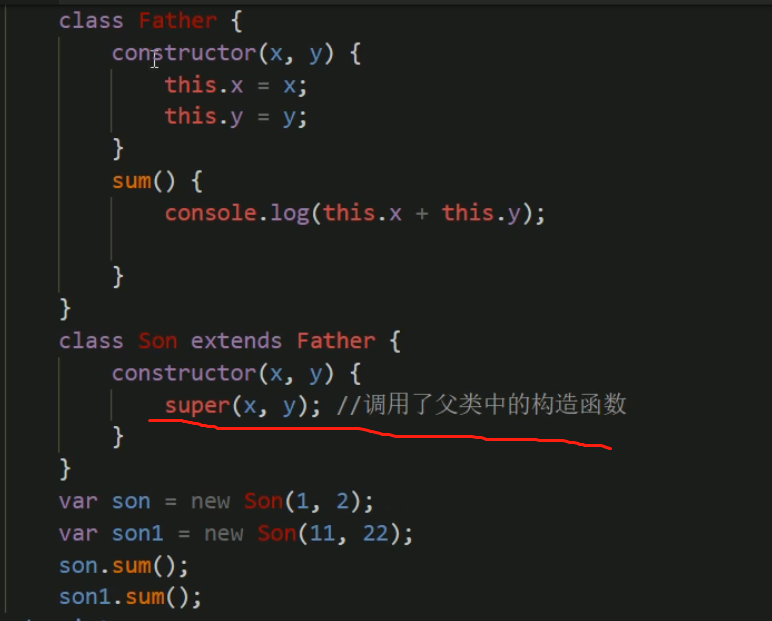 class Father {
constructor(x, y) {
this.x = x;
this.y = y;
}
sum() {
console.log(this.x + this.y);
}
}
class Son extends Father {
constructor(x, y) {
super(x, y); //调用了父类中的构造函数
}
}
var son = new Son(1, 2);
var son1 = new Son(11, 22);
son.sum();
son1.sum();